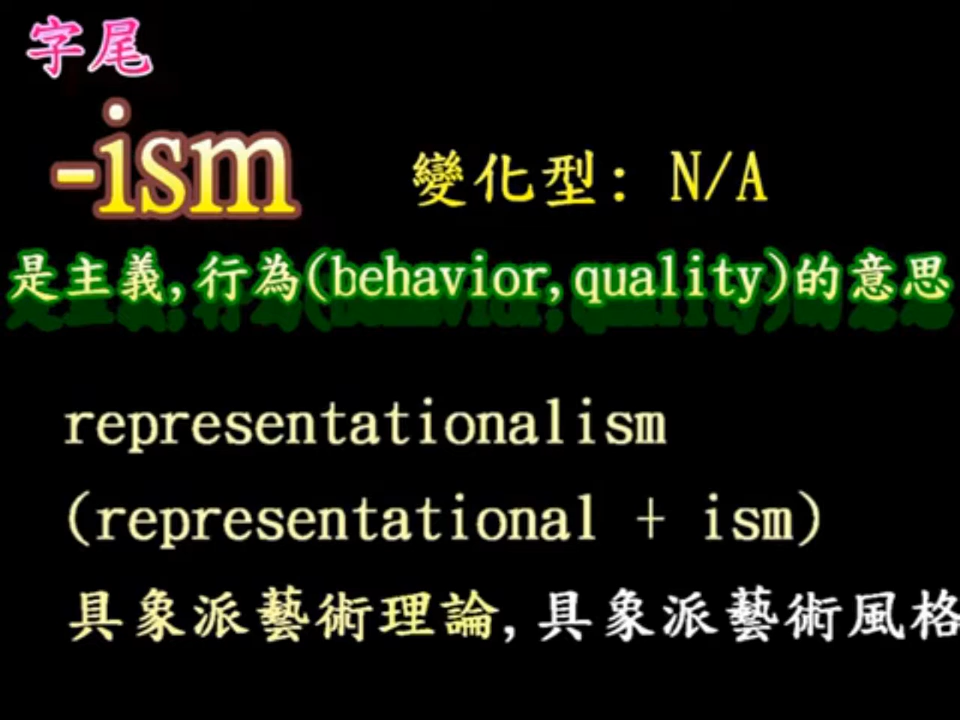 字尾
-ism 變化型: N/A
是主義,行為(behavior,quality)的意思
representationalism
(representational + ism)
具象派藝術理論,具象派藝術風格